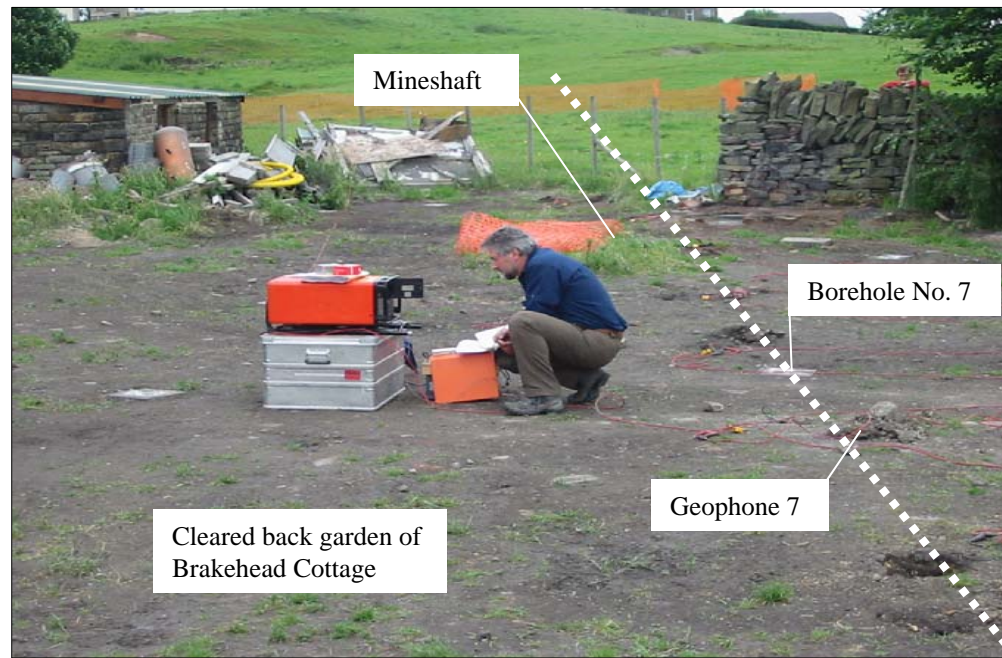 Mineshaft
Borehole No. 7
Geophone 7
Cleared back garden of
Brakehead Cottage